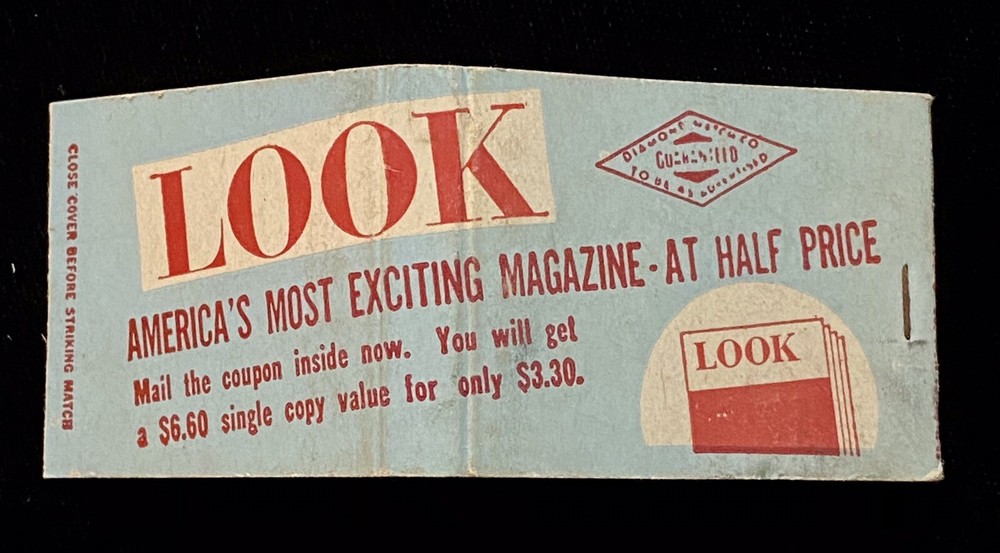 CLOSE COVER BEFORE STRIKING MATCH
LOOK
DIAMOND MATCH CO
GUARANTEED
TO BE AS ADVERTISED
AMERICA'S MOST EXCITING MAGAZINE - AT HALF PRICE
Mail the coupon inside now. You will get
a $6.60 single copy value for only $3.30.
LOOK